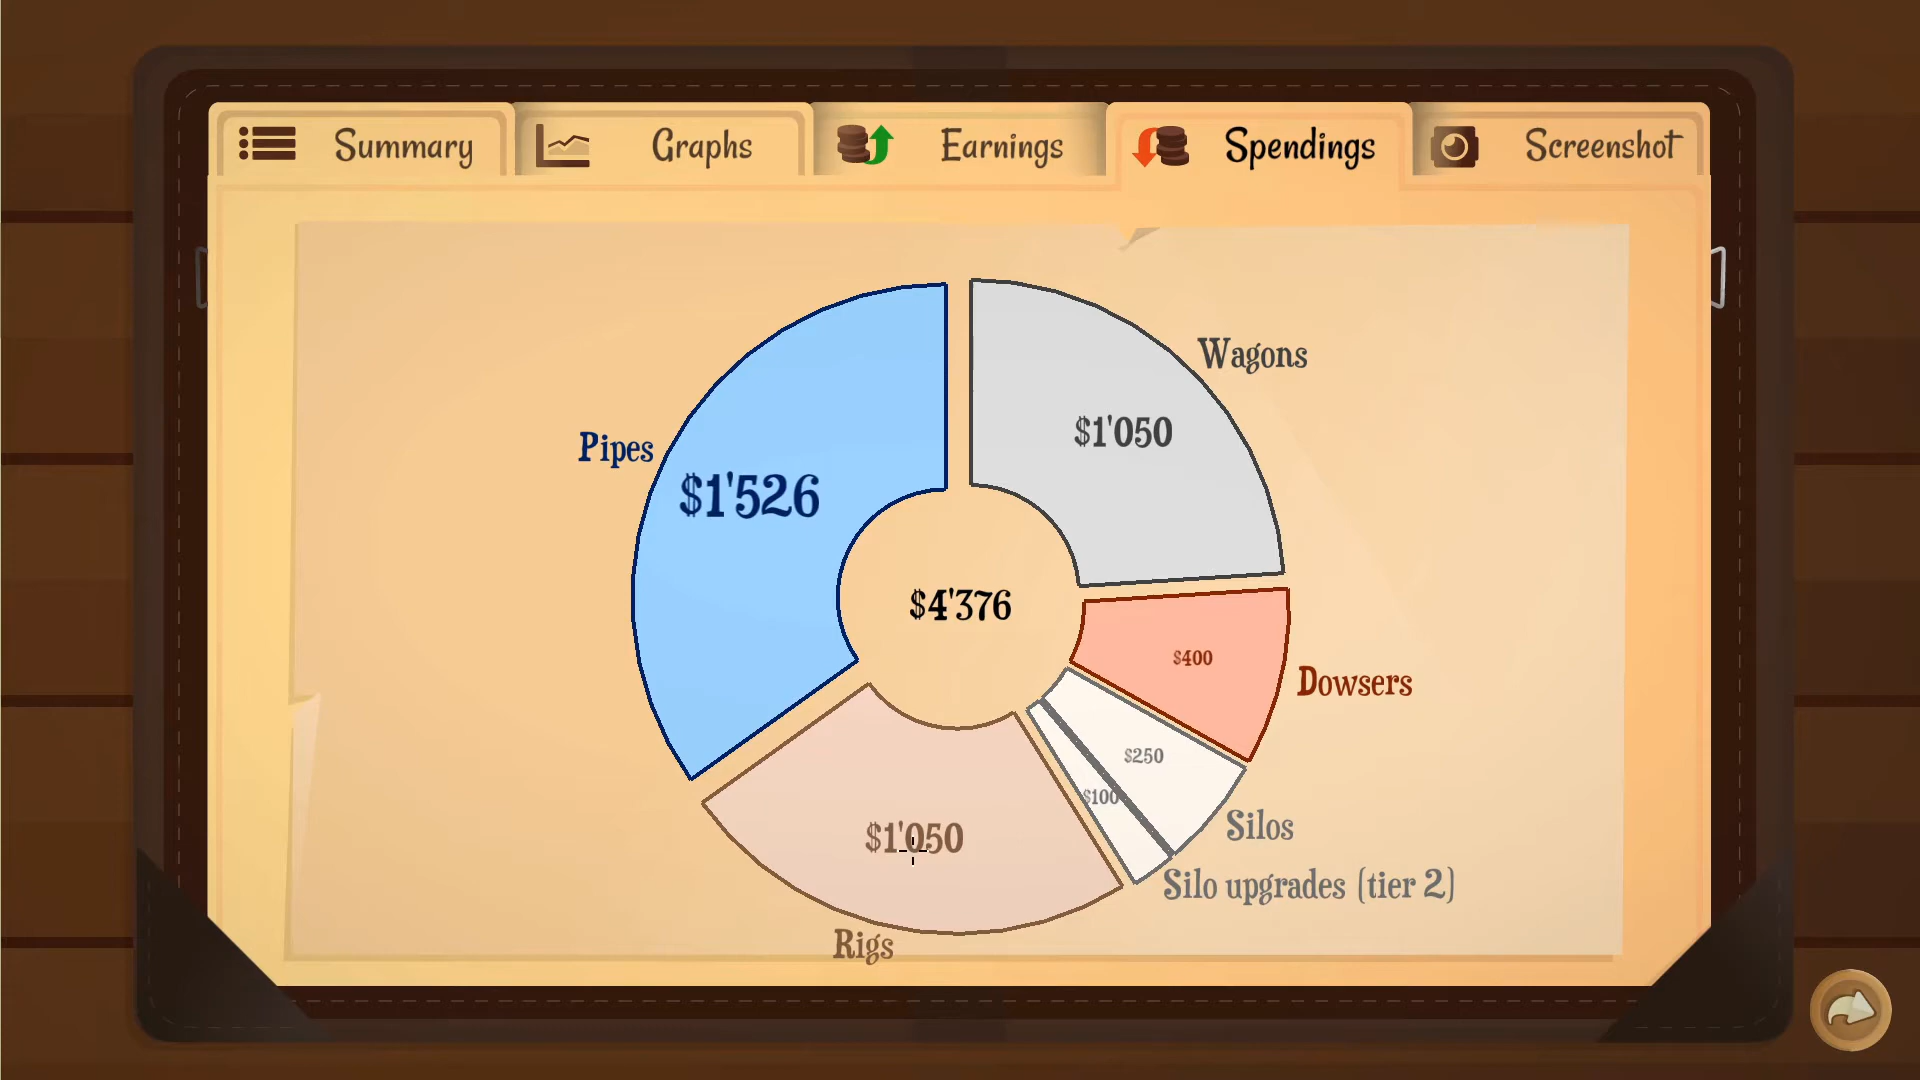 Summary
Graphs
Earnings
Spendings
Screenshot
Wagons
$1'050
Pipes
$1'526
$4'376
$400
Dowsers
$250
$100
Silos
$1'050
Silo upgrades (tier 2)
Rigs